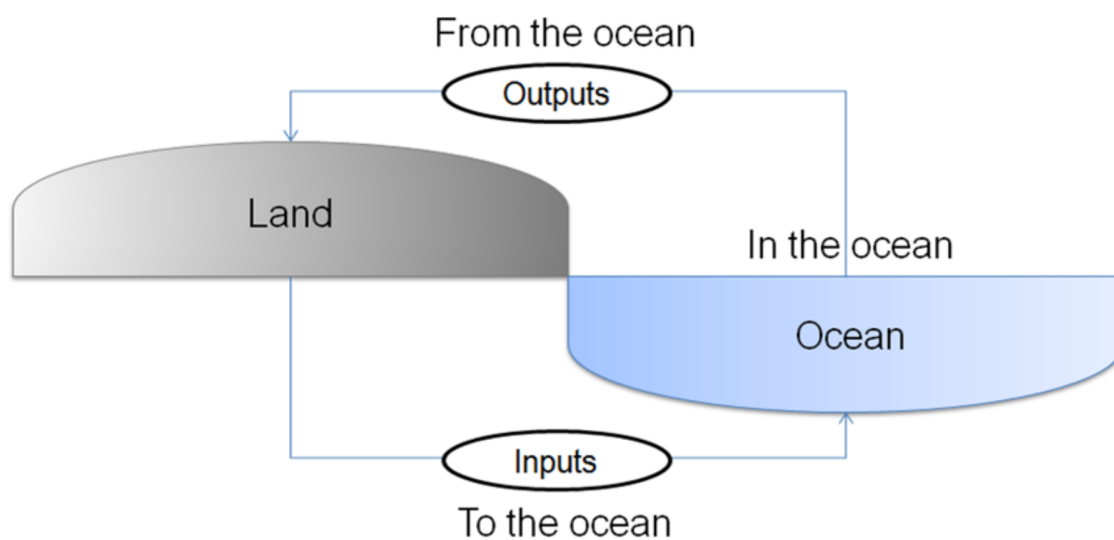 From the ocean
Outputs
Land
In the ocean
Ocean
Inputs
To the ocean